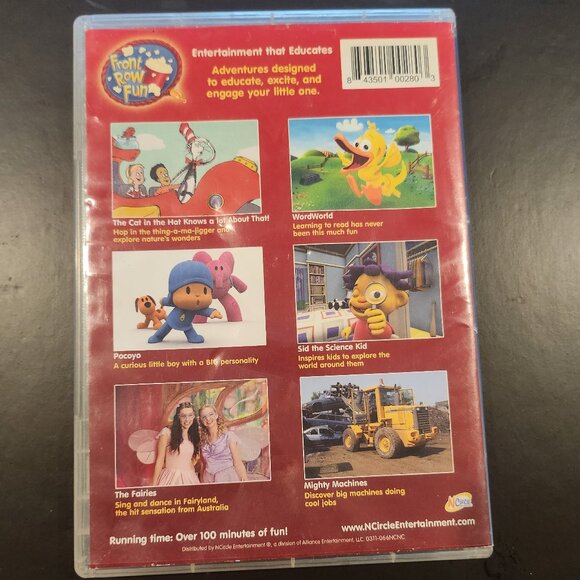 Front
Row
Fun
Entertainment that Educates
Adventures designed
to educate, excite, and
engage your little one.
8 43501 00280 3
The Cat in the Hat Knows a lot About That!
Hop in the thing-a-ma-jigger and
explore nature's wonders
WordWorld
Learning to read has never
been this much fun
Pocoyo
A curious little boy with a BIG personality
Sid the Science Kid
Inspires kids to explore the
world around them
The Fairies
Sing and dance in Fairyland,
the hit sensation from Australia
Mighty Machines
Discover big machines doing
cool jobs
NCircle
Running time: Over 100 minutes of fun!
www.NCircleEntertainment.com
Distributed by NCircle Entertainment ®, a division of Alliance Entertainment, LLC 0311-066NCNC